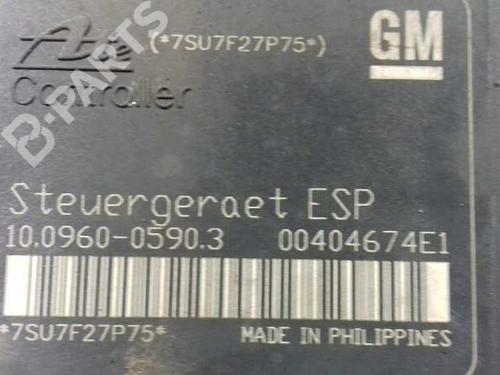 Ate (*7SU7F27P75*) GM
Controller
B-PARTS
Steuergeraet ESP
10.0960-0590.3 00404674E1
*7SU7F27P75* MADE IN PHILIPPINES